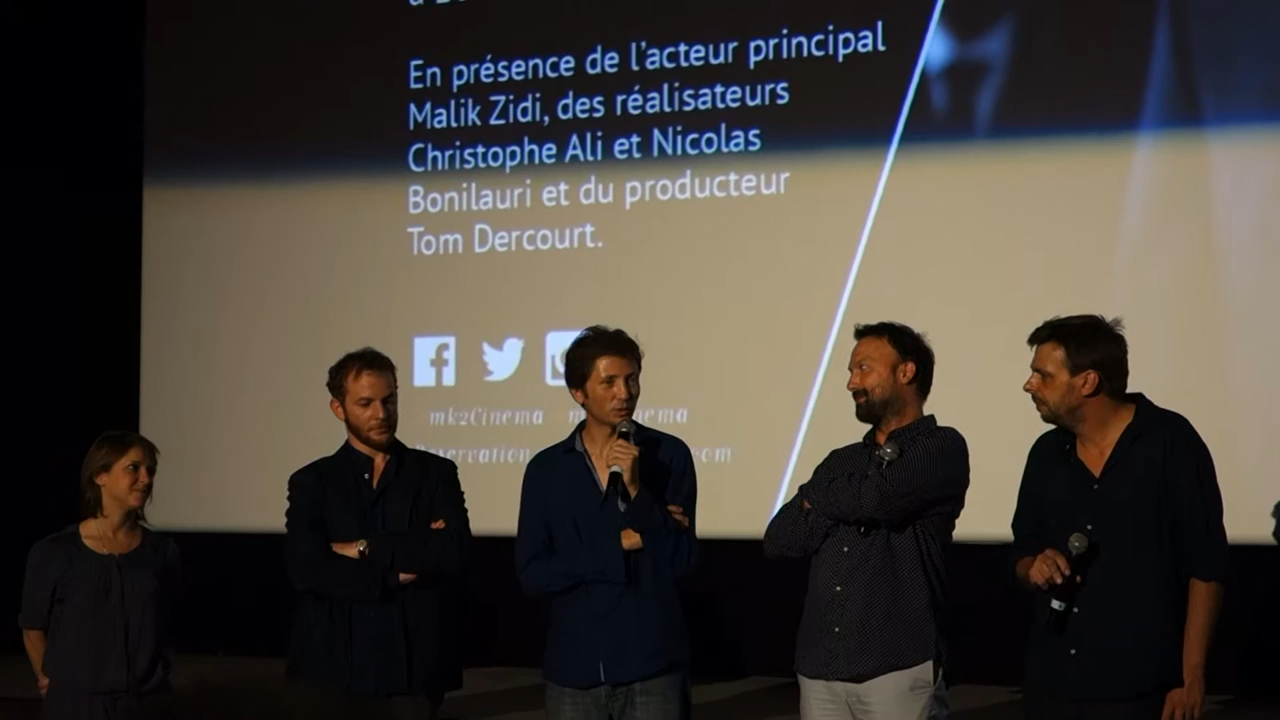 En présence de l'acteur principal
Malik Zidi, des réalisateurs
Christophe Ali et Nicolas
Bonilauri et du producteur
Tom Dercourt.
mk2Cinema